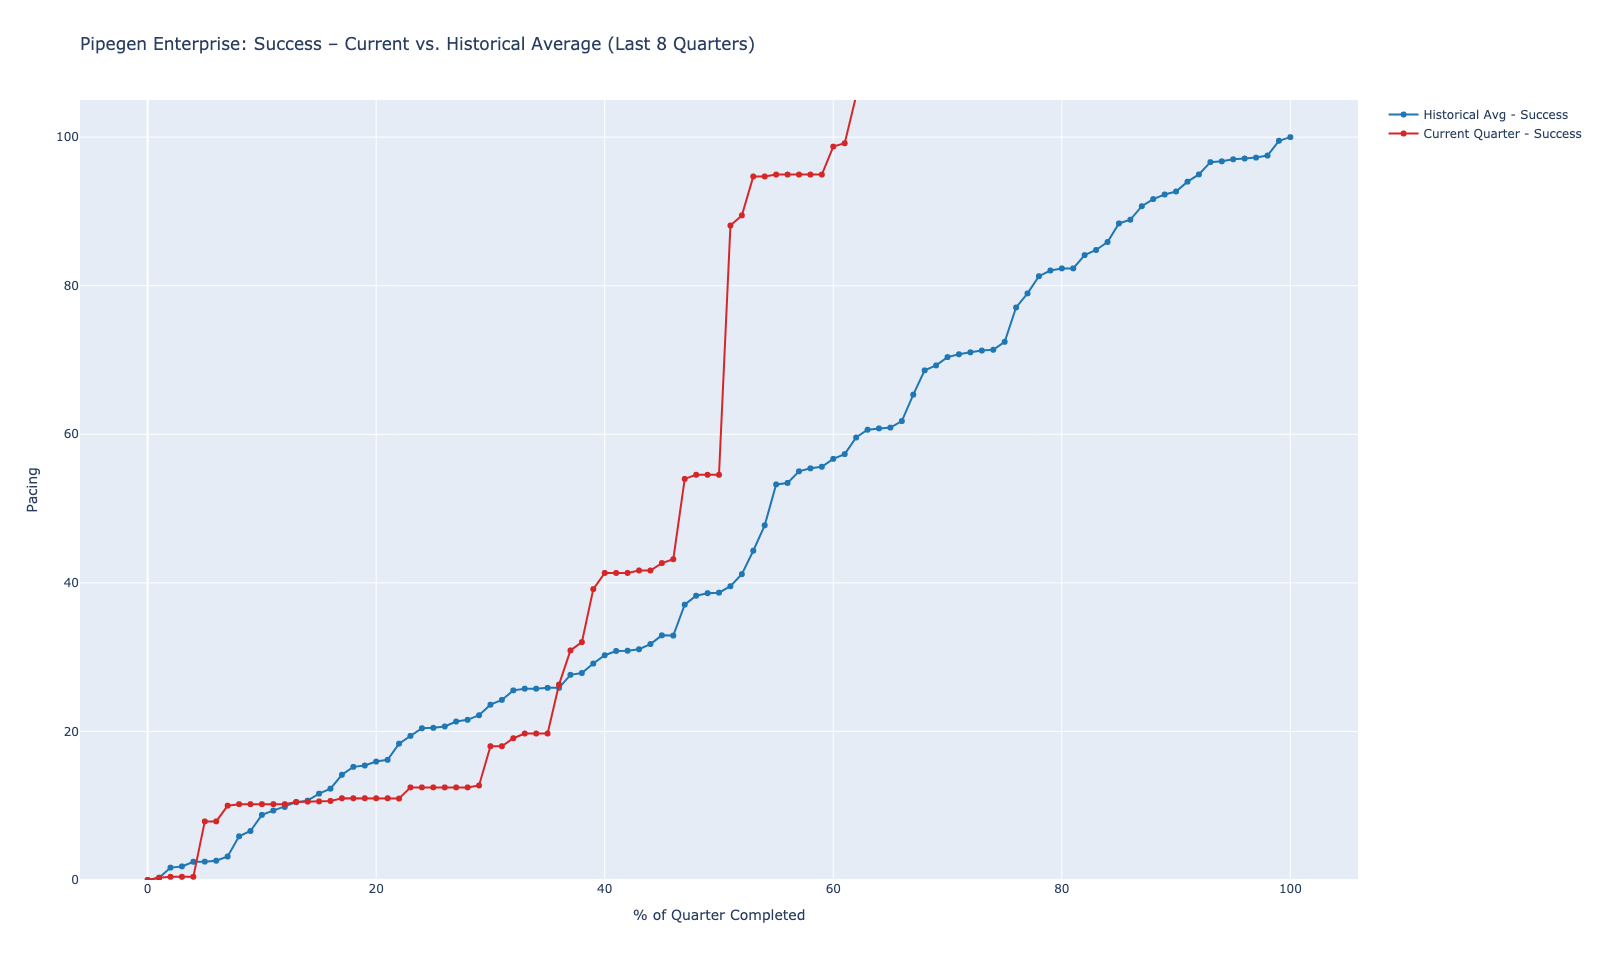 Pipegen Enterprise: Success – Current vs. Historical Average (Last 8 Quarters)
Historical Avg - Success
Current Quarter - Success
Pacing
100
80
60
40
20
0
0 20 40 60 80 100
% of Quarter Completed